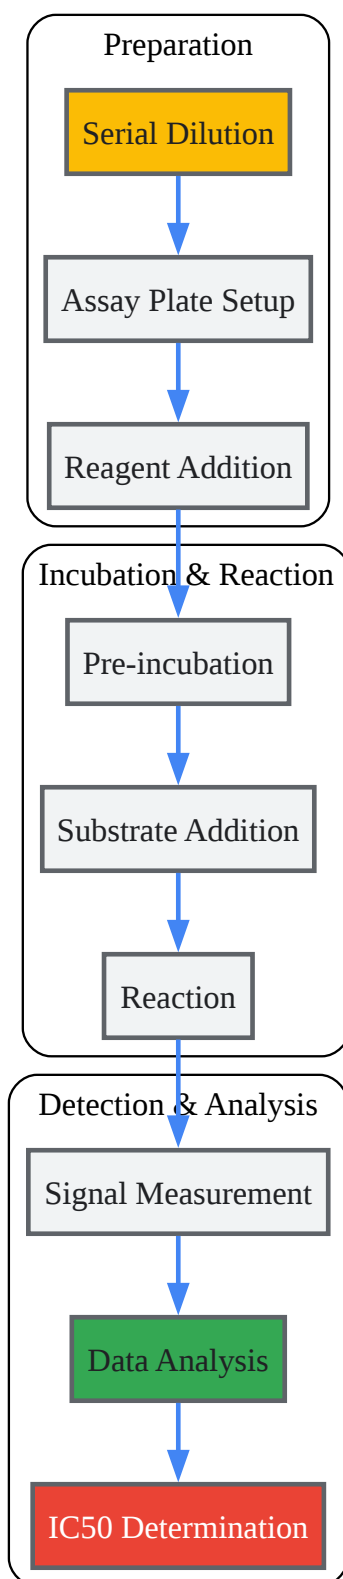 Preparation
Serial Dilution
Assay Plate Setup
Reagent Addition
Incubation & Reaction
Pre-incubation
Substrate Addition
Reaction
Detection & Analysis
Signal Measurement
Data Analysis
IC50 Determination